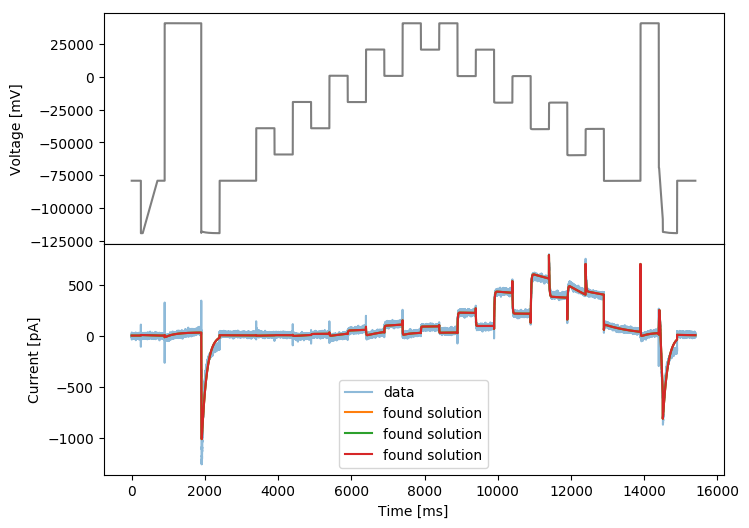 Voltage [mV]
25000
0
−25000
−50000
−75000
−100000
−125000
Current [pA]
500
0
−500
−1000
data
found solution
found solution
found solution
0
2000
4000
6000
8000
10000
12000
14000
16000
Time [ms]